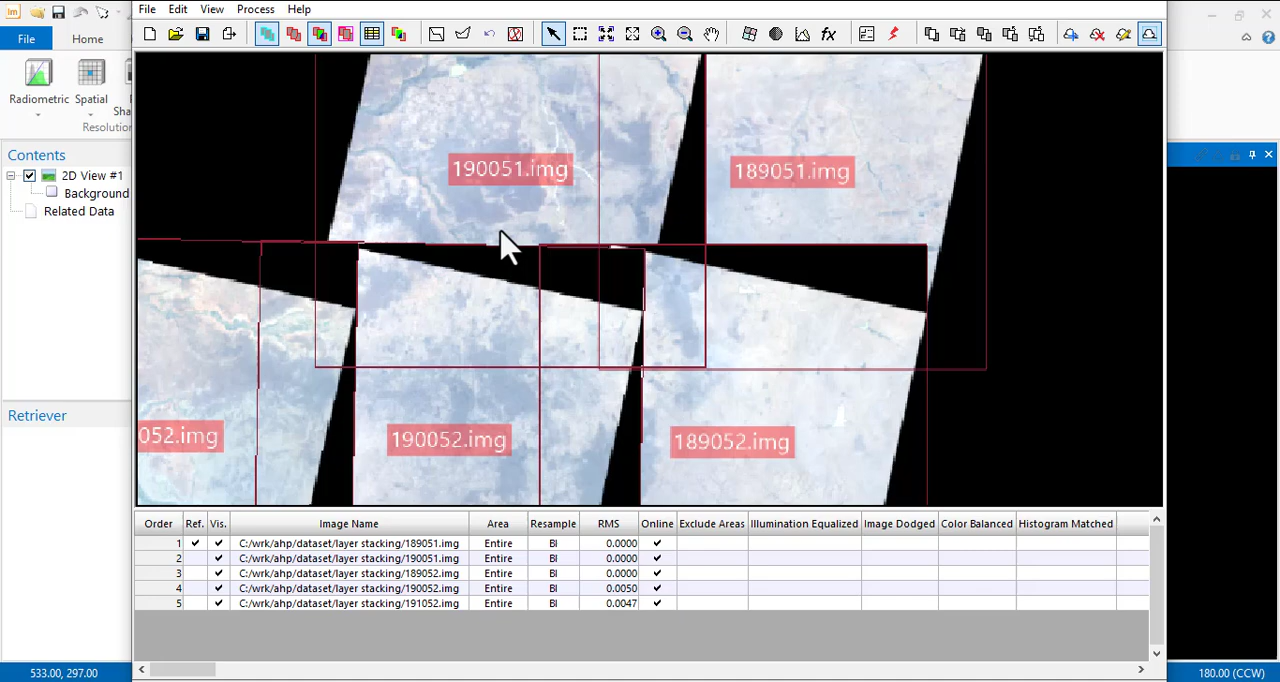 File Edit View Process Help
File Home
fx
Radiometric Spatial
Sha
Resolution
Contents
2D View #1
Background
Related Data
Retriever
190051.img
189051.img
052.img
190052.img
189052.img
Order Ref. Vis. Image Name Area Resample RMS Online Exclude Areas Illumination Equalized Image Dodged Color Balanced Histogram Matched
1 C:/wrk/ahp/dataset/layer stacking/189051.img Entire BI 0.0000
2 C:/wrk/ahp/dataset/layer stacking/190051.img Entire BI 0.0000
3 C:/wrk/ahp/dataset/layer stacking/189052.img Entire BI 0.0000
4 C:/wrk/ahp/dataset/layer stacking/190052.img Entire BI 0.0050
5 C:/wrk/ahp/dataset/layer stacking/191052.img Entire BI 0.0047
533.00, 297.00
180.00 (CCW)